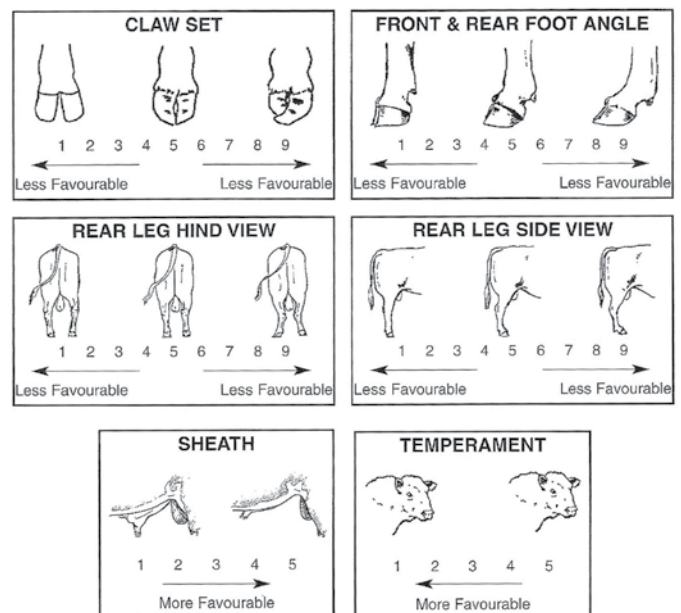 CLAW SET
1 2 3 4 5 6 7 8 9
Less Favourable Less Favourable
FRONT & REAR FOOT ANGLE
1 2 3 4 5 6 7 8 9
Less Favourable Less Favourable
REAR LEG HIND VIEW
1 2 3 4 5 6 7 8 9
Less Favourable Less Favourable
REAR LEG SIDE VIEW
1 2 3 4 5 6 7 8 9
Less Favourable Less Favourable
SHEATH
1 2 3 4 5
More Favourable
TEMPERAMENT
1 2 3 4 5
More Favourable